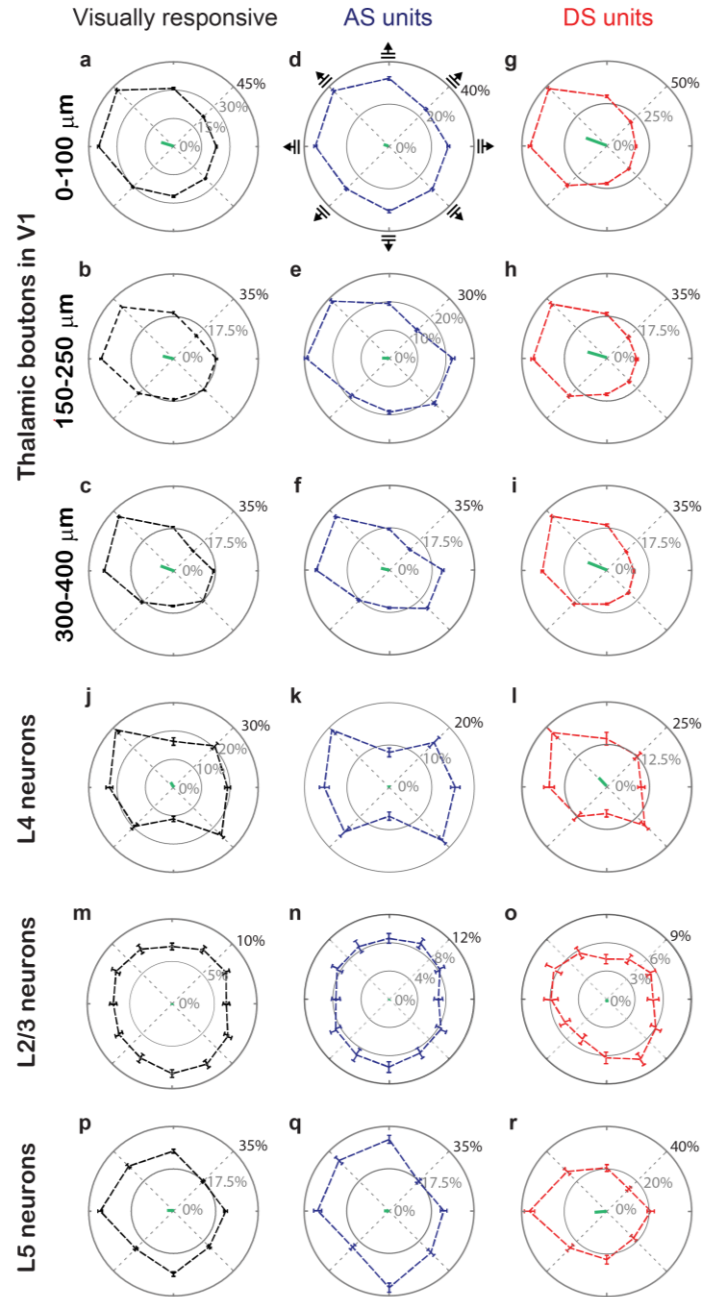 Visually responsive AS units DS units
Thalamic boutons in V1
0-100 µm
a 45% 30% 15% 0%
d 40% 20% 0%
g 50% 25% 0%
150-250 µm
b 35% 17.5% 0%
e 30% 20% 10% 0%
h 35% 17.5% 0%
300-400 µm
c 35% 17.5% 0%
f 35% 17.5% 0%
i 35% 17.5% 0%
L4 neurons
j 30% 20% 10% 0%
k 20% 10% 0%
l 25% 12.5% 0%
L2/3 neurons
m 10% 5% 0%
n 12% 8% 4% 0%
o 9% 6% 3% 0%
L5 neurons
p 35% 17.5% 0%
q 35% 17.5% 0%
r 40% 20% 0%